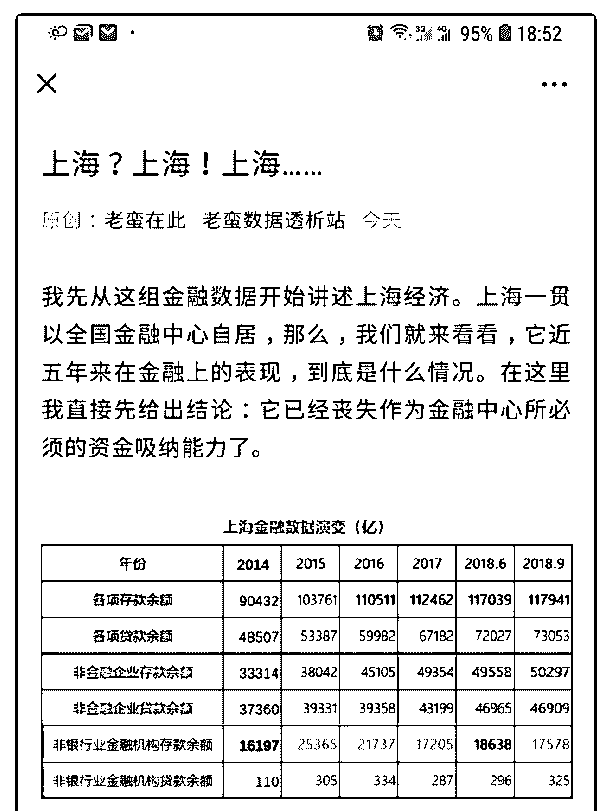 95% 18:52
上海？上海！上海……
原创：老蛮在此 老蛮数据透析站 今天
我先从这组金融数据开始讲述上海经济。上海一贯
以全国金融中心自居，那么，我们就来看看，它近
五年来在金融上的表现，到底是什么情况。在这里
我直接先给出结论：它已经丧失作为金融中心所必
须的资金吸纳能力了。
上海金融数据演变（亿）
年份 2014 2015 2016 2017 2018.6 2018.9
各项存款余额 90432 103761 110511 112462 117039 117941
各项贷款余额 48507 53387 59982 67182 72027 73053
非金融企业存款余额 33314 38042 45105 49354 49558 50297
非金融企业贷款余额 37360 39331 39358 43199 46965 46909
非银行业金融机构存款余额 16197 25365 21737 17205 18638 17578
非银行业金融机构贷款余额 110 305 334 287 296 325